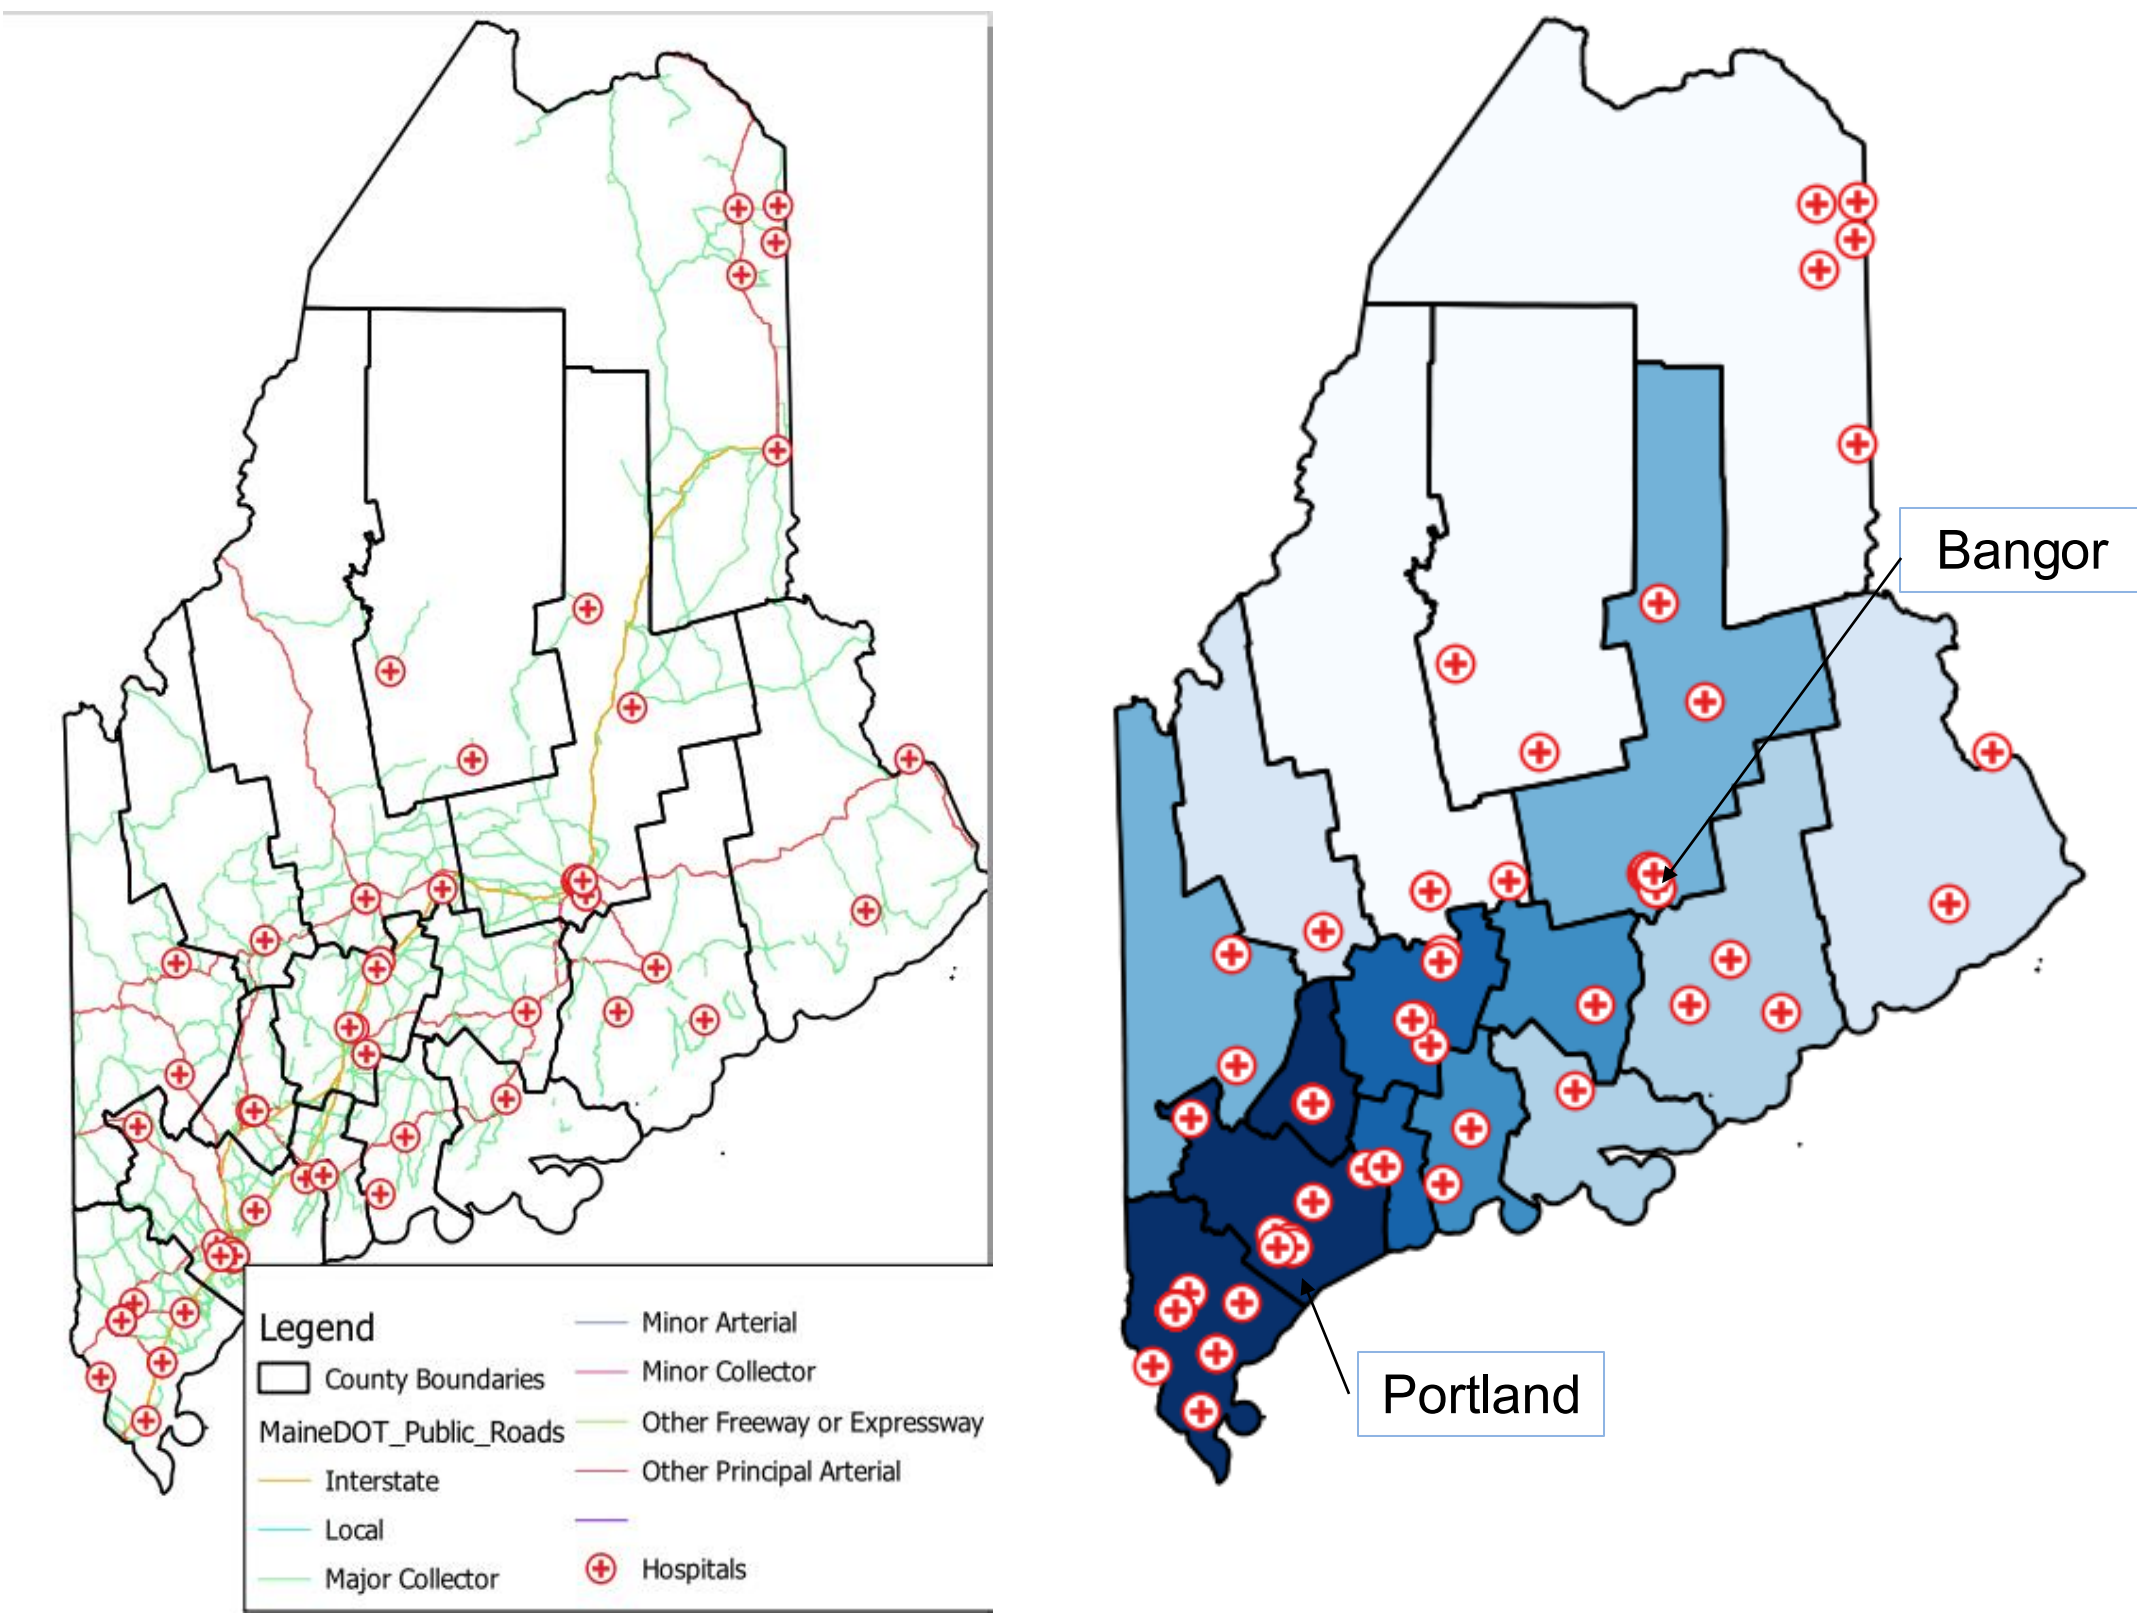 Legend
County Boundaries
MaineDOT_Public_Roads
Interstate
Local
Major Collector
Minor Arterial
Minor Collector
Other Freeway or Expressway
Other Principal Arterial
Hospitals
Bangor
Portland